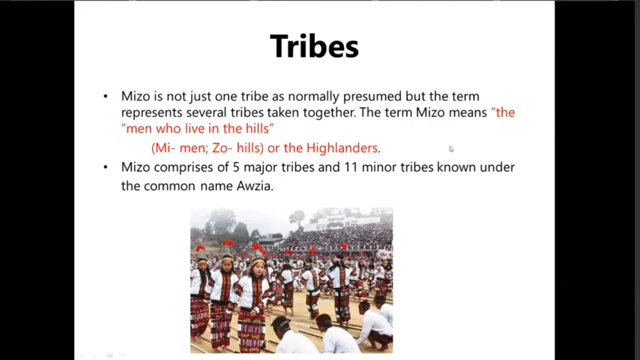 Tribes
• Mizo is not just one tribe as normally presumed but the term
represents several tribes taken together. The term Mizo means "the
"men who live in the hills"
(Mi- men; Zo- hills) or the Highlanders.
• Mizo comprises of 5 major tribes and 11 minor tribes known under
the common name Awzia.